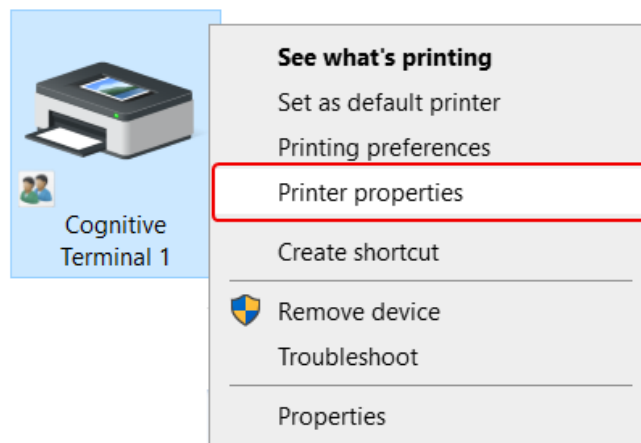 See what's printing
Set as default printer
Printing preferences
Printer properties
Cognitive
Terminal 1
Create shortcut
Remove device
Troubleshoot
Properties